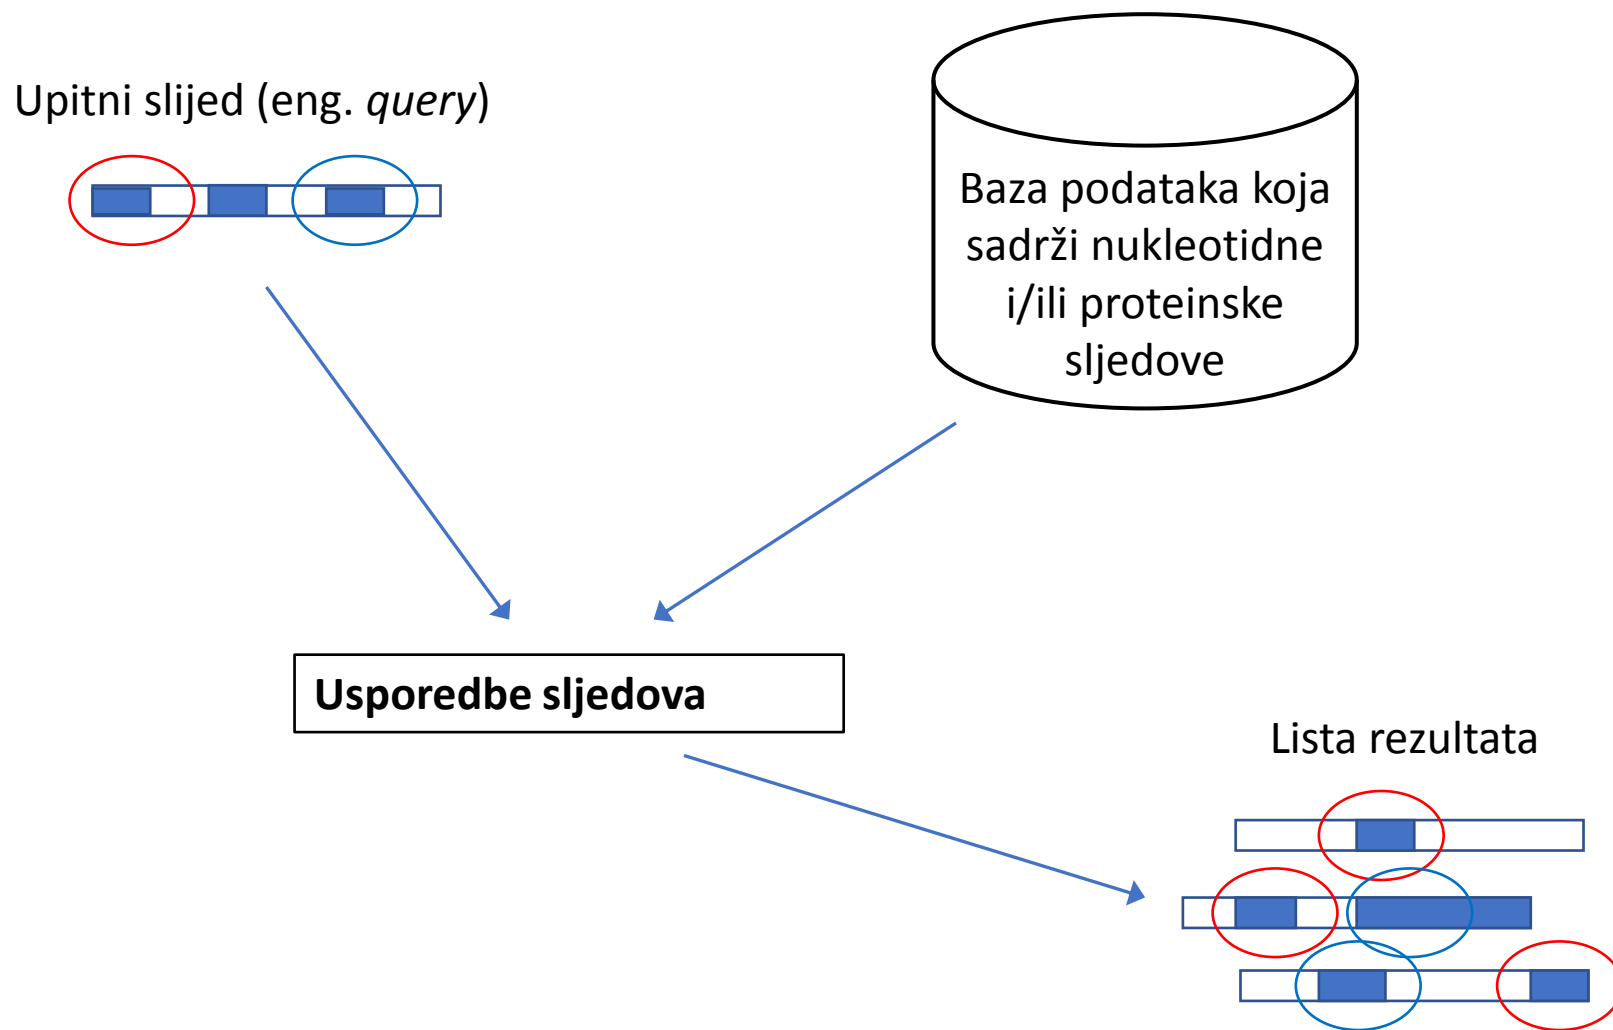 Upitni slijed (eng. query)
Baza podataka koja
sadrži nukleotidne
i/ili proteinske
sljedove
Usporedbe sljedova
Lista rezultata